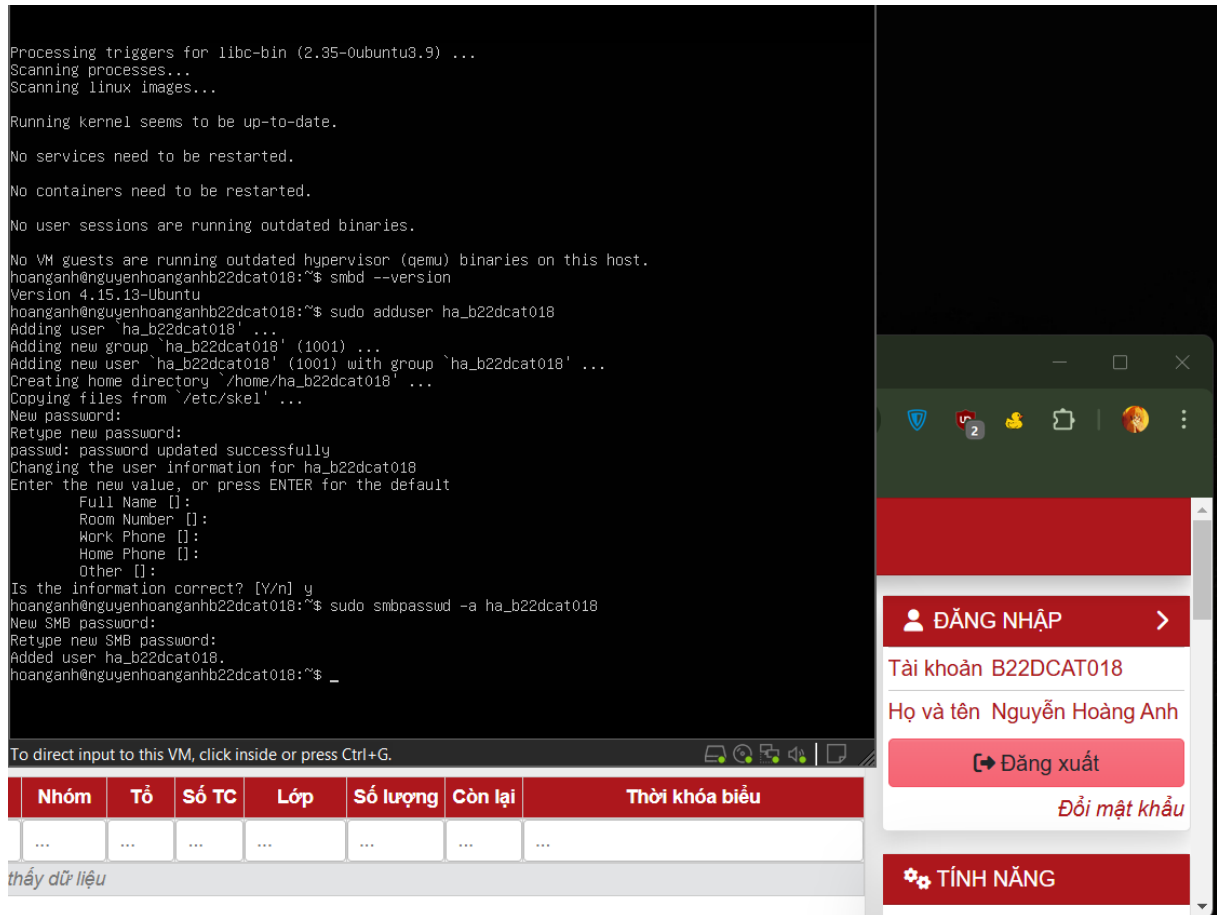 Processing triggers for libc-bin (2.35-0ubuntu3.9) ...
Scanning processes...
Scanning linux images...
Running kernel seems to be up-to-date.
No services need to be restarted.
No containers need to be restarted.
No user sessions are running outdated binaries.
No VM guests are running outdated hypervisor (qemu) binaries on this host.
hoanganh@nguyenhoanganhb22dcat018:~$ smbd --version
Version 4.15.13-Ubuntu
hoanganh@nguyenhoanganhb22dcat018:~$ sudo adduser ha_b22dcat018
Adding user `ha_b22dcat018' ...
Adding new group `ha_b22dcat018' (1001) ...
Adding new user `ha_b22dcat018' (1001) with group `ha_b22dcat018' ...
Creating home directory `/home/ha_b22dcat018' ...
Copying files from `/etc/skel' ...
New password:
Retype new password:
passwd: password updated successfully
Changing the user information for ha_b22dcat018
Enter the new value, or press ENTER for the default
Full Name []:
Room Number []:
Work Phone []:
Home Phone []:
Other []:
Is the information correct? [Y/n] y
hoanganh@nguyenhoanganhb22dcat018:~$ sudo smbpasswd -a ha_b22dcat018
New SMB password:
Retype new SMB password:
Added user ha_b22dcat018.
hoanganh@nguyenhoanganhb22dcat018:~$ _
To direct input to this VM, click inside or press Ctrl+G.
2
ĐĂNG NHẬP
Tài khoản B22DCAT018
Họ và tên Nguyễn Hoàng Anh
Đăng xuất
Đổi mật khẩu
TÍNH NĂNG
Nhóm Tổ Số TC Lớp Số lượng Còn lại Thời khóa biểu
... ... ... ... ... ... ...
thấy dữ liệu